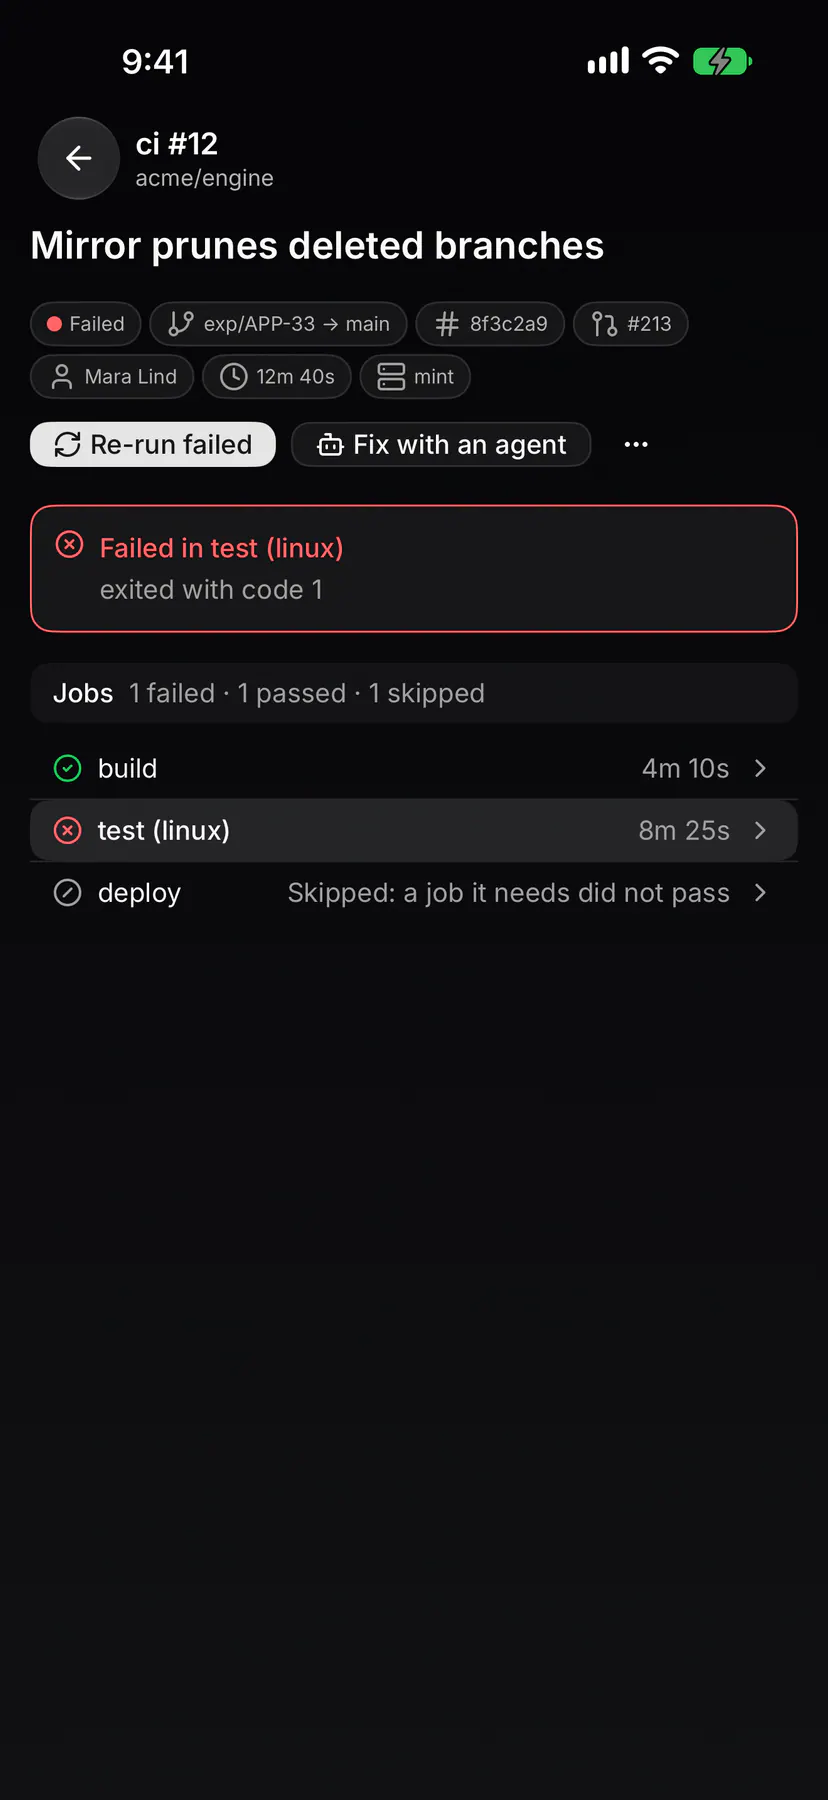 9:41
ci #12
acme/engine
Mirror prunes deleted branches
Failed exp/APP-33 → main 8f3c2a9 #213
Mara Lind 12m 40s mint
Re-run failed Fix with an agent ...
Failed in test (linux)
exited with code 1
Jobs 1 failed · 1 passed · 1 skipped
build 4m 10s
test (linux) 8m 25s
deploy Skipped: a job it needs did not pass